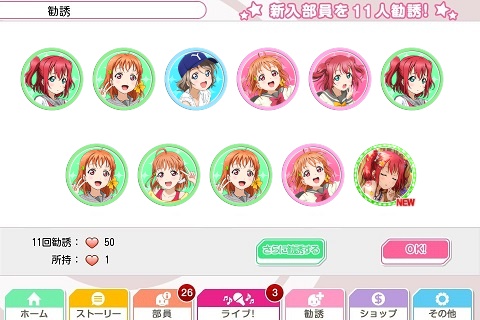 勧誘
新入部員を11人勧誘!
NEW
11回勧誘: 50
所持: 1
さらに勧誘する
OK!
26
3
ホーム
ストーリー
部員
ライブ!
勧誘
ショップ
その他